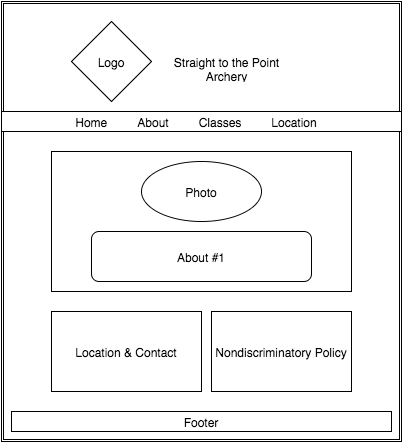 Logo
Straight to the Point
Archery
Home About Classes Location
Photo
About #1
Location & Contact Nondiscriminatory Policy
Footer